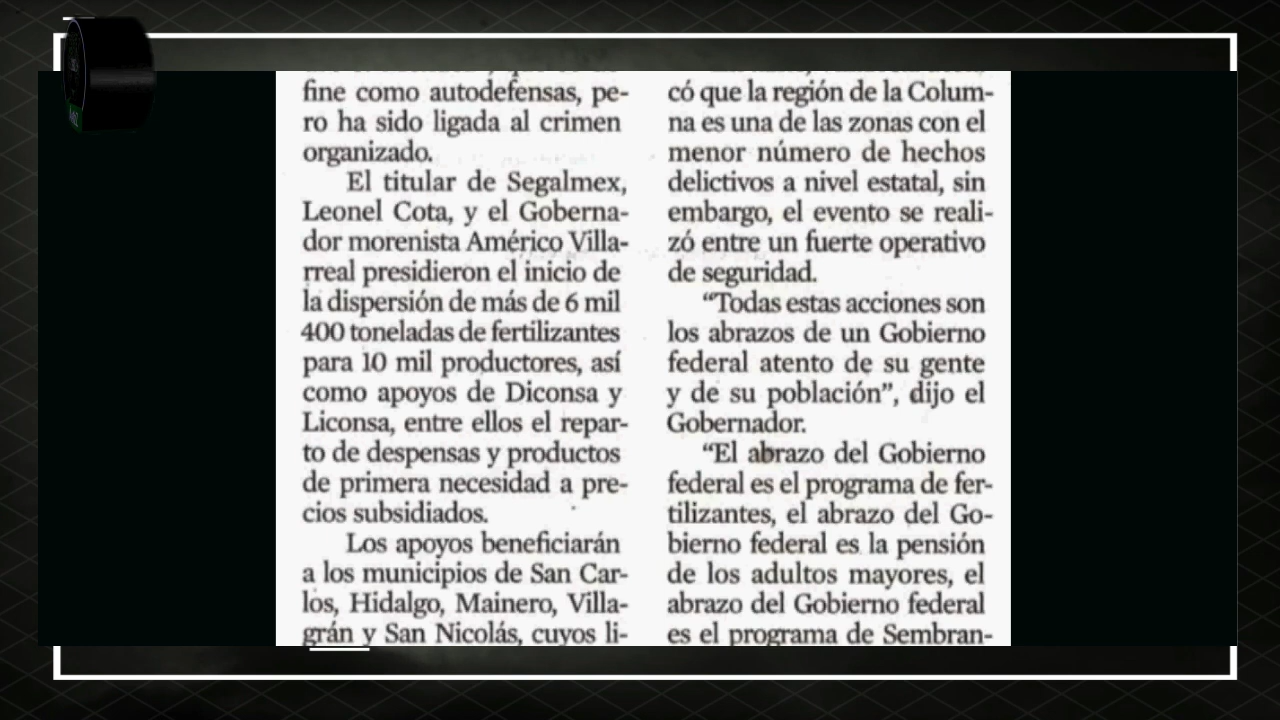 fine como autodefensas, pe-
ro ha sido ligada al crimen
organizado.
El titular de Segalmex,
Leonel Cota, y el Goberna-
dor morenista Américo Villa-
rreal presidieron el inicio de
la dispersión de más de 6 mil
400 toneladas de fertilizantes
para 10 mil productores, así
como apoyos de Diconsa y
Liconsa, entre ellos el repar-
to de despensas y productos
de primera necesidad a pre-
cios subsidiados.
Los apoyos beneficiarán
a los municipios de San Car-
los, Hidalgo, Mainero, Villa-
grán y San Nicolás, cuyos li-
có que la región de la Colum-
na es una de las zonas con el
menor número de hechos
delictivos a nivel estatal, sin
embargo, el evento se reali-
zó entre un fuerte operativo
de seguridad.
“Todas estas acciones son
los abrazos de un Gobierno
federal atento de su gente
y de su población”, dijo el
Gobernador.
“El abrazo del Gobierno
federal es el programa de fer-
tilizantes, el abrazo del Go-
bierno federal es la pensión
de los adultos mayores, el
abrazo del Gobierno federal
es el programa de Sembran-